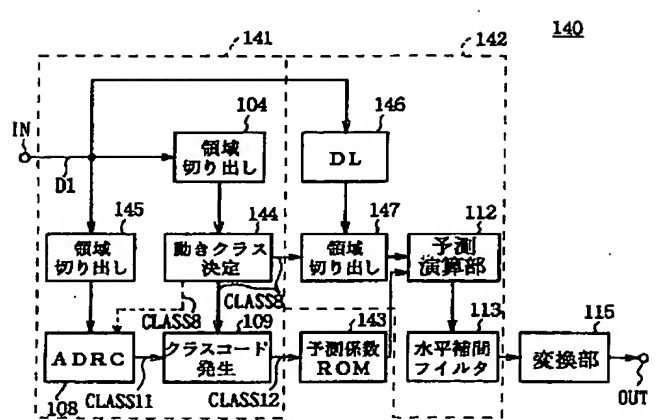 140
141
142
IN
D1
104
領域
切り出し
146
DL
145
領域
切り出し
144
動きクラス
決定
147
領域
切り出し
112
予測
演算部
CLASS8
CLASS8
109
143
113
115
ADRC
クラスコード
発生
予測係数
ROM
水平補間
フィルタ
変換部
108
CLASS11
CLASS12
OUT